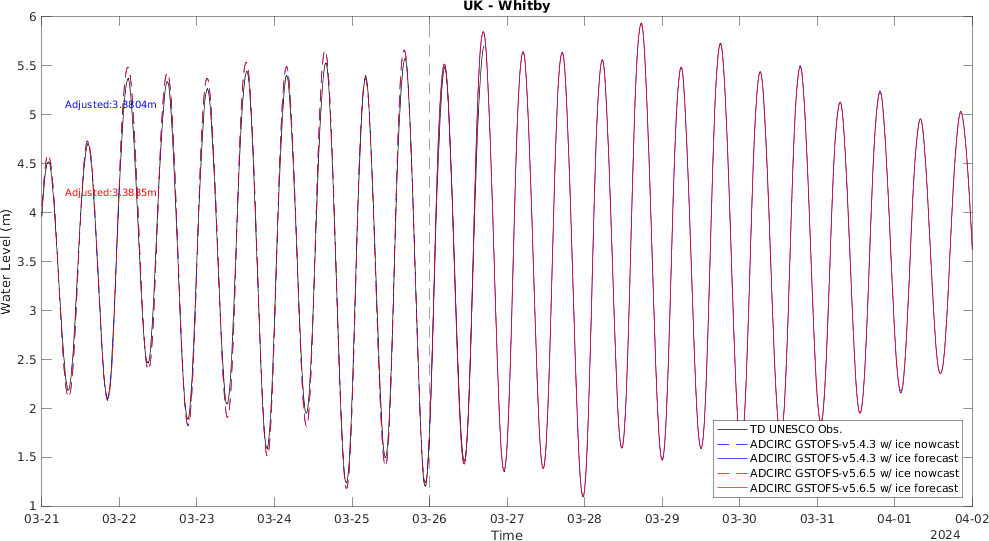 UK - Whitby
6
5.5
5
4.5
4
3.5
3
2.5
2
1.5
1
Water Level (m)
Adjusted:3.3804m
Adjusted:3.3835m
TD UNESCO Obs.
ADCIRC GSTOFS-v5.4.3 w/ ice nowcast
ADCIRC GSTOFS-v5.4.3 w/ ice forecast
ADCIRC GSTOFS-v5.6.5 w/ ice nowcast
ADCIRC GSTOFS-v5.6.5 w/ ice forecast
03-21 03-22 03-23 03-24 03-25 03-26 03-27 03-28 03-29 03-30 03-31 04-01 04-02
Time
2024